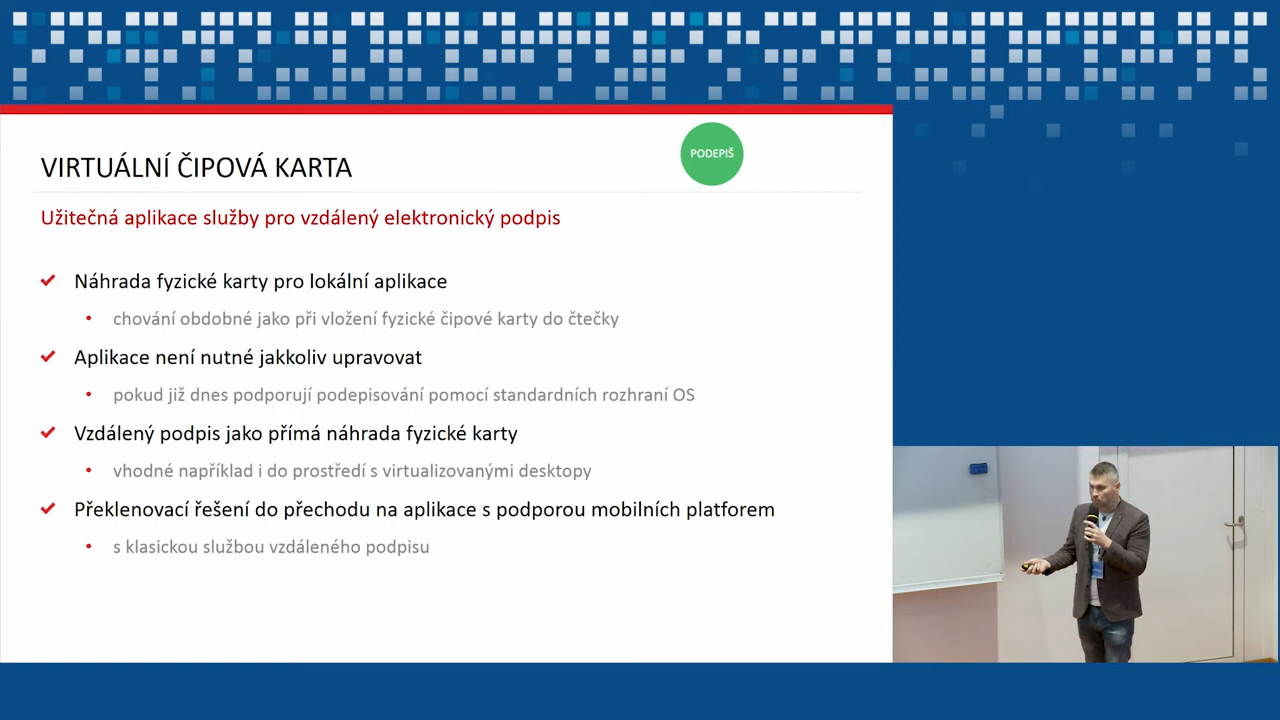 PODEPIŠ
VIRTUÁLNÍ ČIPOVÁ KARTA
Užitečná aplikace služby pro vzdálený elektronický podpis
Náhrada fyzické karty pro lokální aplikace
chování obdobné jako při vložení fyzické čipové karty do čtečky
Aplikace není nutné jakkoliv upravovat
pokud již dnes podporují podepisování pomocí standardních rozhraní OS
Vzdálený podpis jako přímá náhrada fyzické karty
vhodné například i do prostředí s virtualizovanými desktopy
Překlenovací řešení do přechodu na aplikace s podporou mobilních platforem
s klasickou službou vzdáleného podpisu